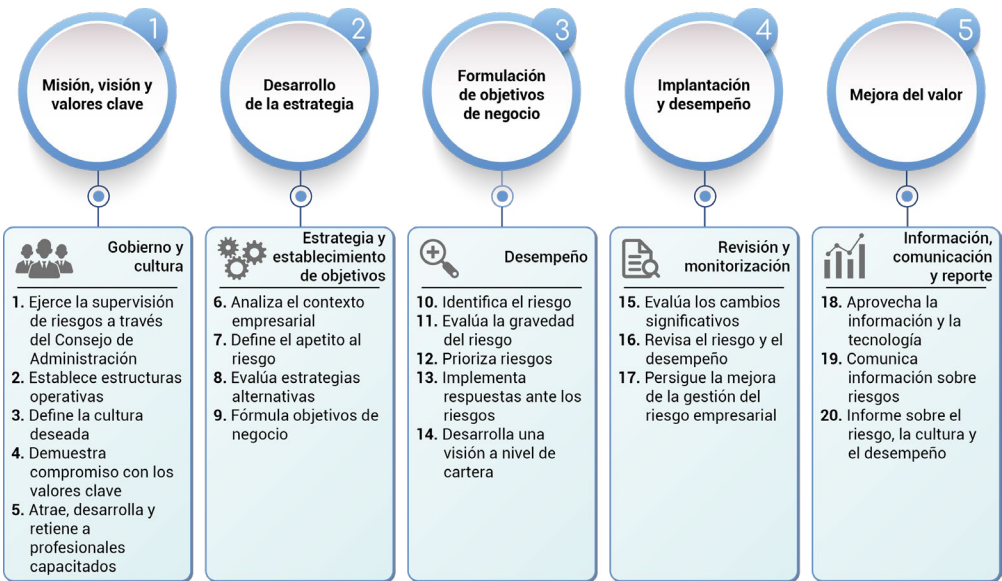 1
Misión, visión y
valores clave
2
Desarrollo
de la estrategia
3
Formulación
de objetivos
de negocio
4
Implantación
y desempeño
5
Mejora del valor
Gobierno y
cultura
1. Ejerce la supervisión
de riesgos a través
del Consejo de
Administración
2. Establece estructuras
operativas
3. Define la cultura
deseada
4. Demuestra
compromiso con los
valores clave
5. Atrae, desarrolla y
retiene a
profesionales
capacitados
Estrategia y
establecimiento
de objetivos
6. Analiza el contexto
empresarial
7. Define el apetito al
riesgo
8. Evalúa estrategias
alternativas
9. Fórmula objetivos de
negocio
Desempeño
10. Identifica el riesgo
11. Evalúa la gravedad
del riesgo
12. Prioriza riesgos
13. Implementa
respuestas ante los
riesgos
14. Desarrolla una
visión a nivel de
cartera
Revisión y
monitorización
15. Evalúa los cambios
significativos
16. Revisa el riesgo y el
desempeño
17. Persigue la mejora
de la gestión del
riesgo empresarial
Información,
comunicación
y reporte
18. Aprovecha la
información y la
tecnología
19. Comunica
información sobre
riesgos
20. Informe sobre el
riesgo, la cultura y
el desempeño